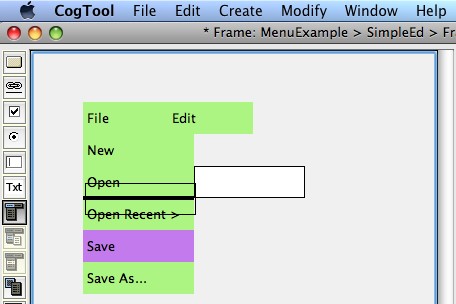 CogTool File Edit Create Modify Window Help
* Frame: MenuExample > SimpleEd > Fr
File Edit
New
Open
Open Recent >
Txt
Save
Save As...